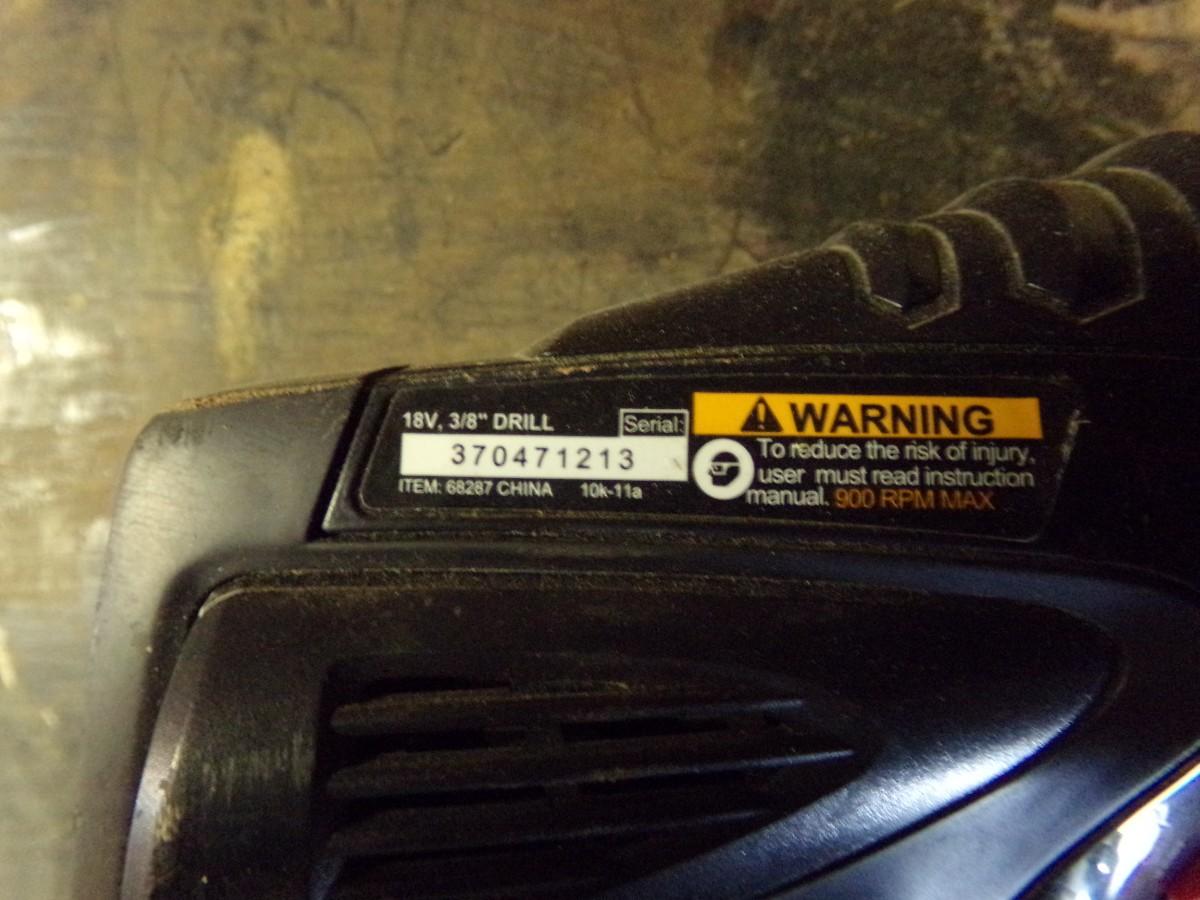 18V, 3/8" DRILL Serial:
370471213
ITEM: 68287 CHINA 10k-11a
WARNING
To reduce the risk of injury,
user must read instruction
manual. 900 RPM MAX